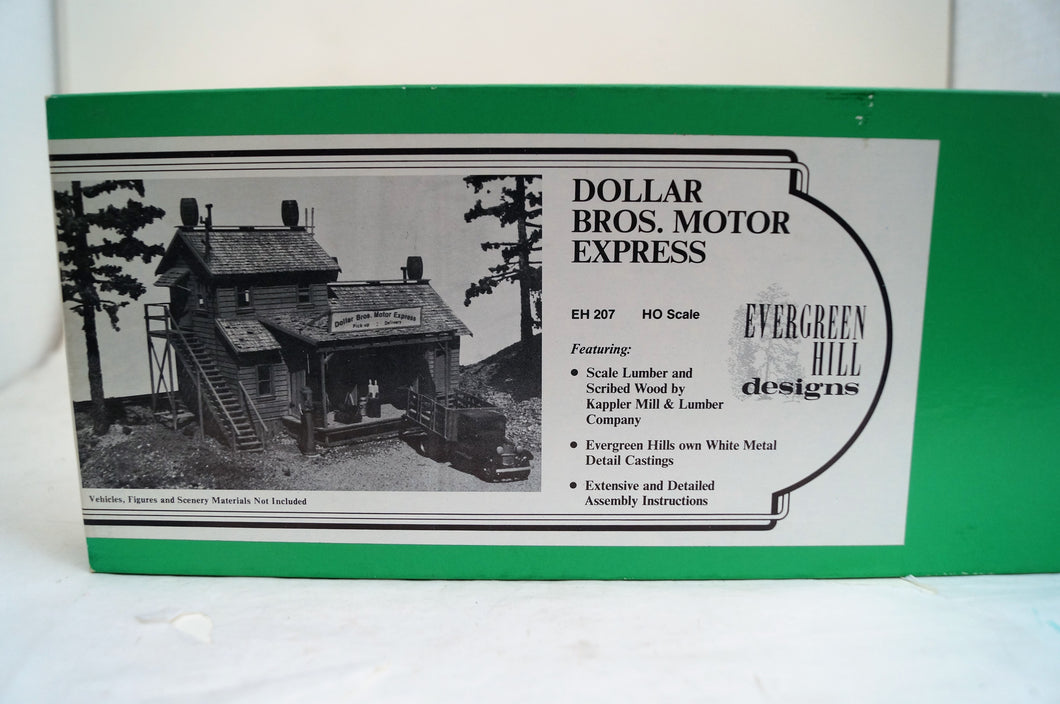 DOLLAR
BROS. MOTOR
EXPRESS
EH 207 HO Scale
Featuring:
• Scale Lumber and
Scribed Wood by
Kappler Mill & Lumber
Company
• Evergreen Hills own White Metal
Detail Castings
• Extensive and Detailed
Assembly Instructions
EVERGREEN
HILL
designs
Dollar Bros. Motor Express
Pick up : Delivery
Vehicles, Figures and Scenery Materials Not Included